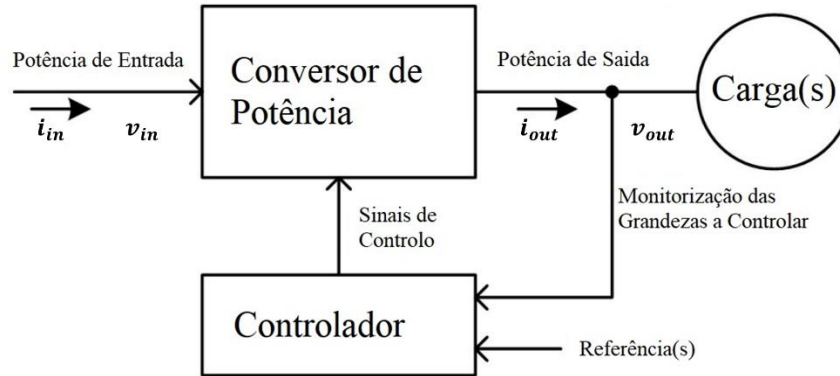 Potência de Entrada
i_in
v_in
Conversor de
Potência
Potência de Saida
i_out
v_out
Carga(s)
Sinais de
Controlo
Monitorização das
Grandezas a Controlar
Controlador
Referência(s)